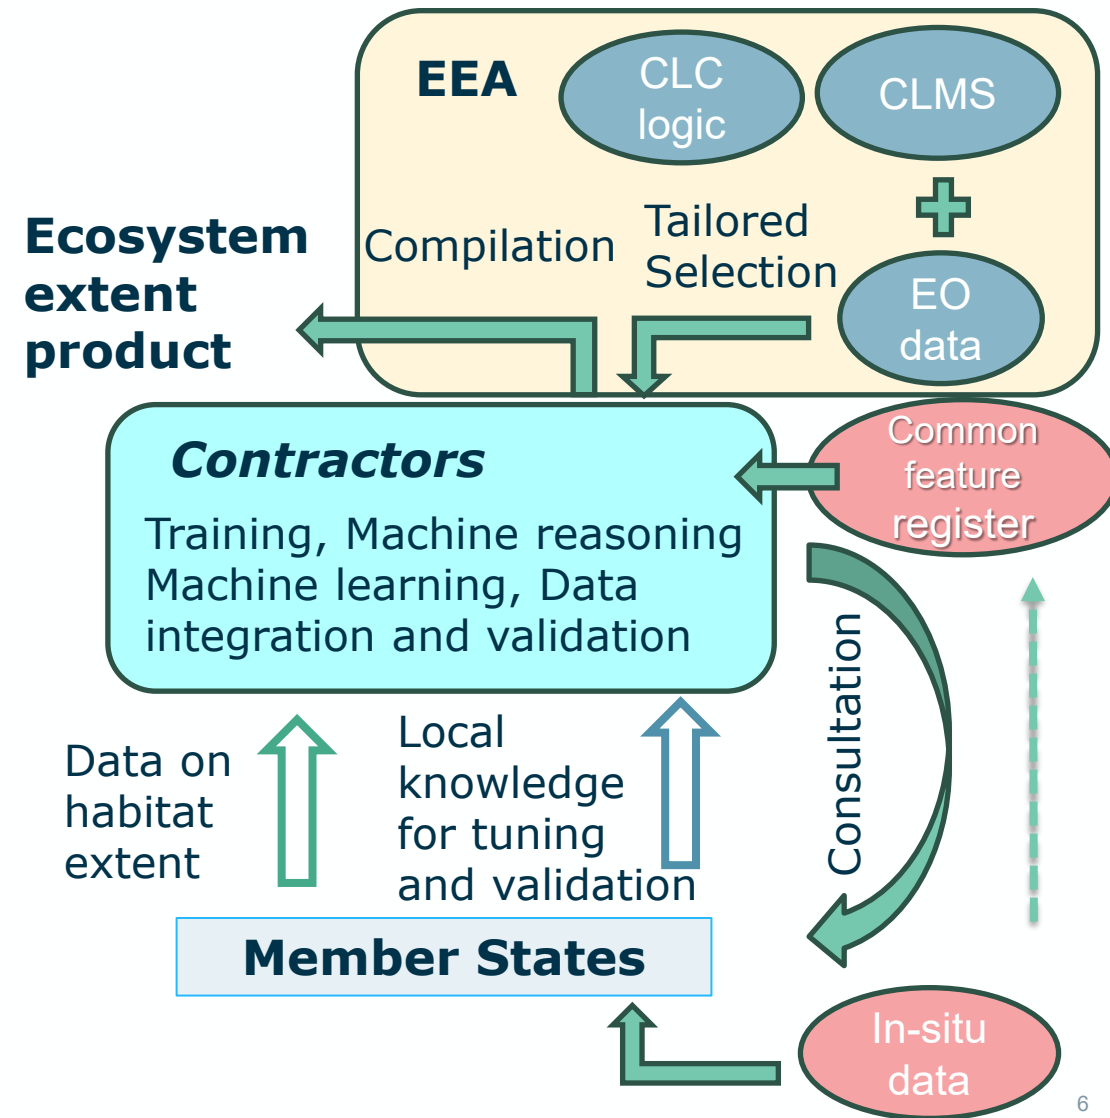 EEA
CLC
logic
CLMS
Ecosystem
extent
product
Compilation
Tailored
Selection
EO
data
Contractors
Training, Machine reasoning
Machine learning, Data
integration and validation
Common
feature
register
Consultation
Data on
habitat
extent
Local
knowledge
for tuning
and validation
Member States
In-situ
data
6